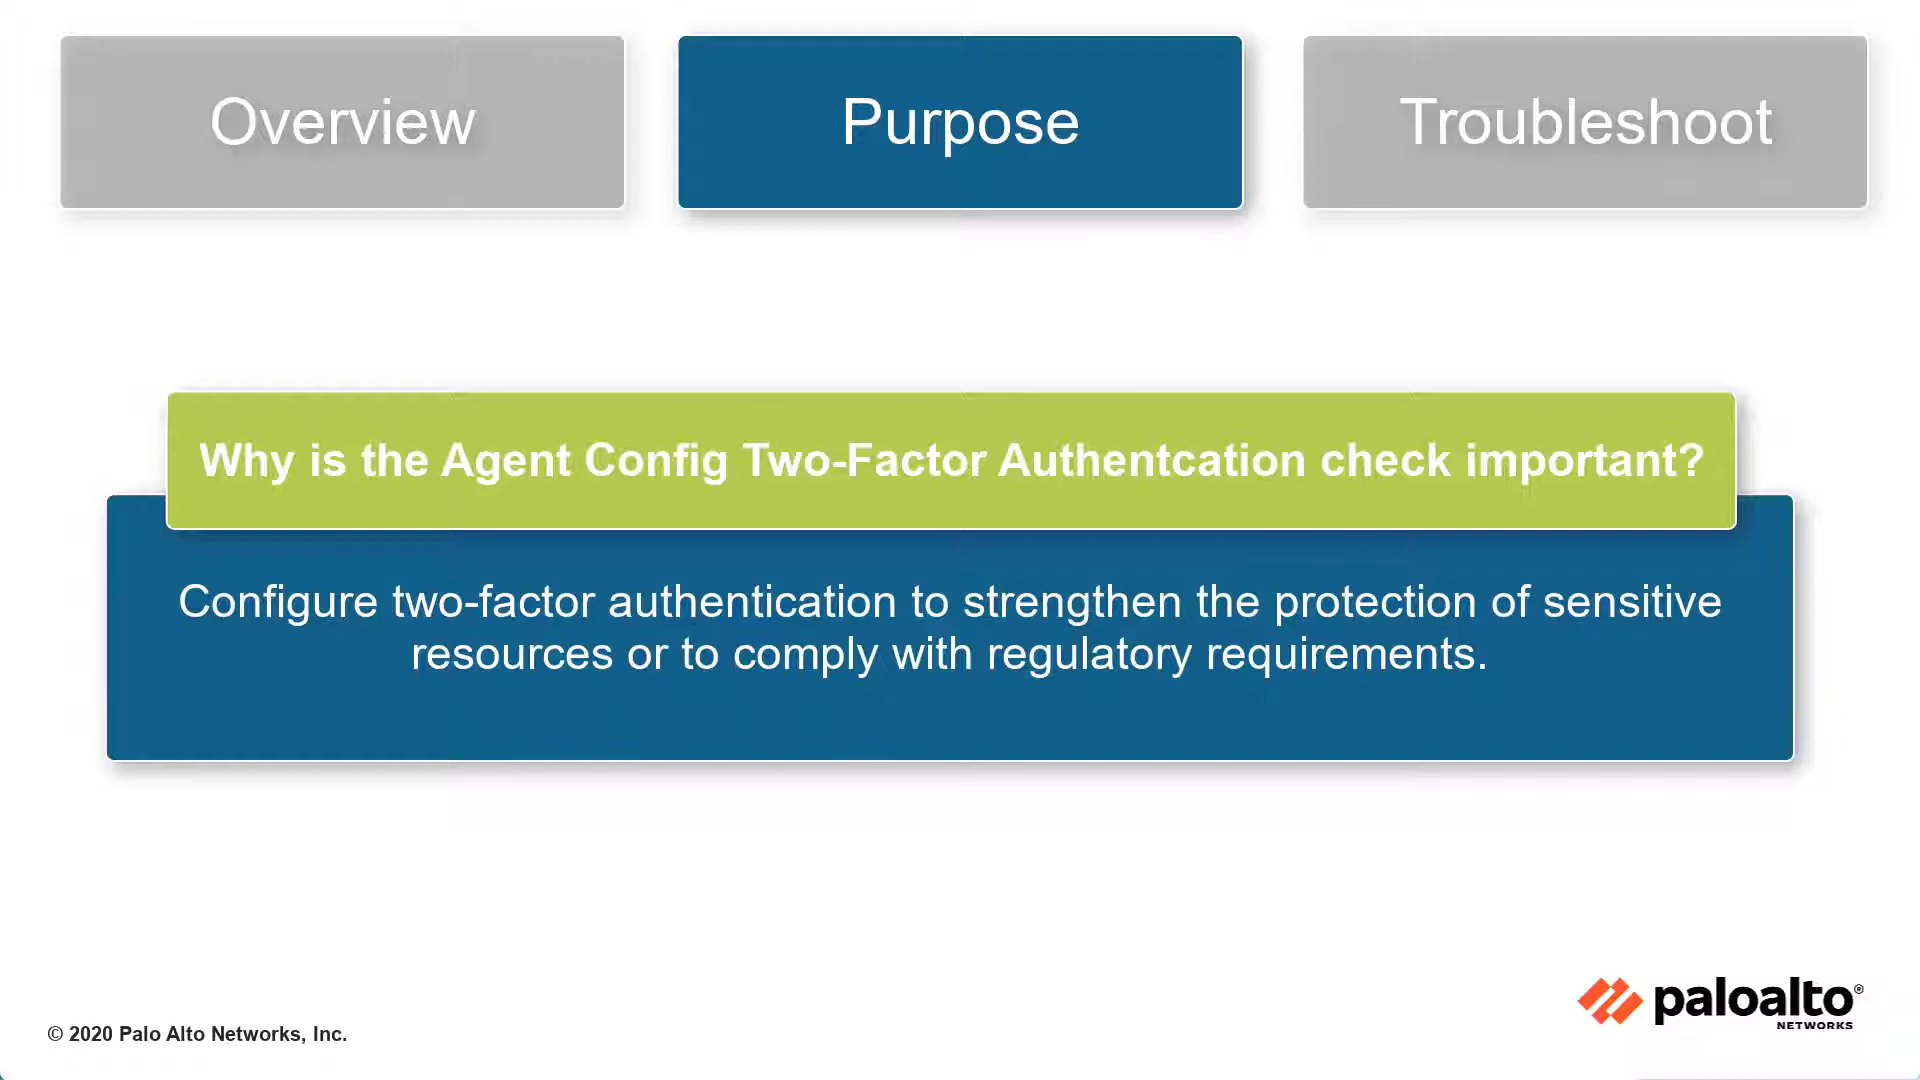 Overview
Purpose
Troubleshoot
Why is the Agent Config Two-Factor Authentcation check important?
Configure two-factor authentication to strengthen the protection of sensitive
resources or to comply with regulatory requirements.
paloalto®
NETWORKS
© 2020 Palo Alto Networks, Inc.